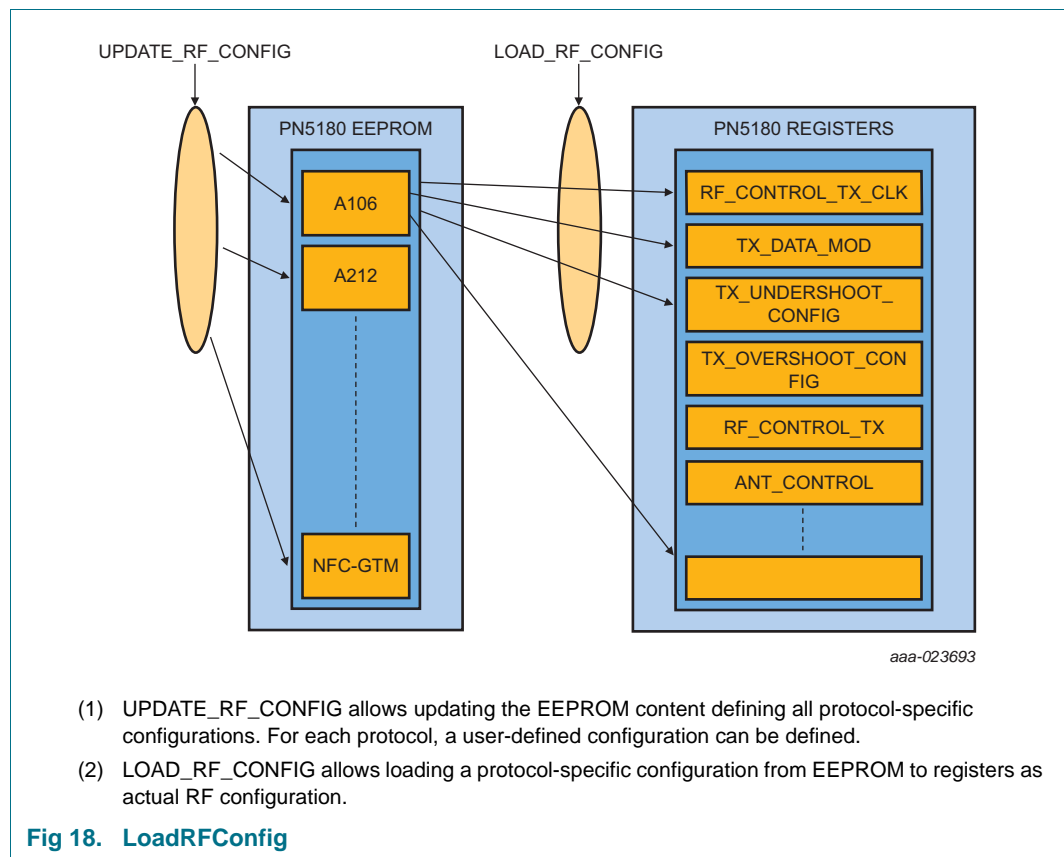 UPDATE_RF_CONFIG
LOAD_RF_CONFIG
PN5180 EEPROM
A106
A212
NFC-GTM
PN5180 REGISTERS
RF_CONTROL_TX_CLK
TX_DATA_MOD
TX_UNDERSHOOT_
CONFIG
TX_OVERSHOOT_CON
FIG
RF_CONTROL_TX
ANT_CONTROL
aaa-023693
(1) UPDATE_RF_CONFIG allows updating the EEPROM content defining all protocol-specific
configurations. For each protocol, a user-defined configuration can be defined.
(2) LOAD_RF_CONFIG allows loading a protocol-specific configuration from EEPROM to registers as
actual RF configuration.
Fig 18. LoadRFConfig